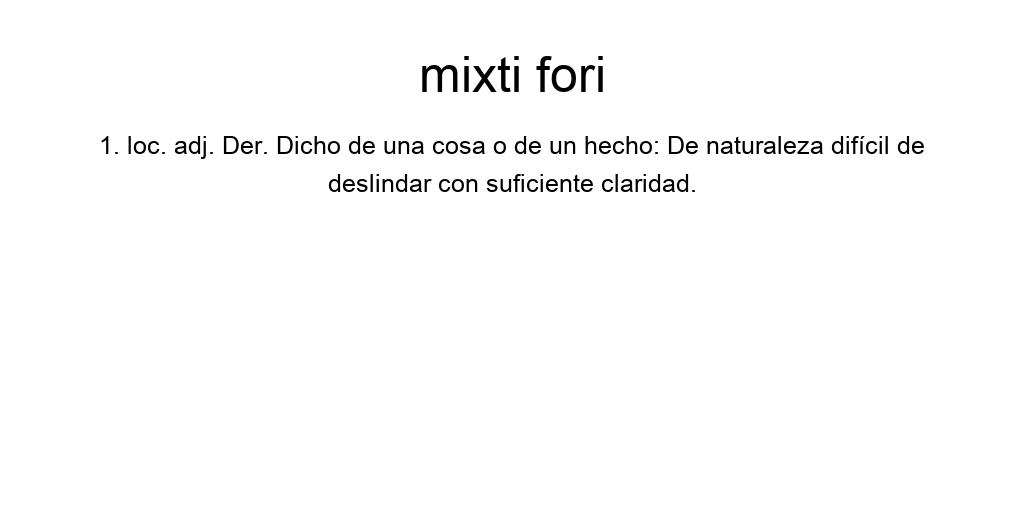 mixti fori
1. loc. adj. Der. Dicho de una cosa o de un hecho: De naturaleza difícil de
deslindar con suficiente claridad.